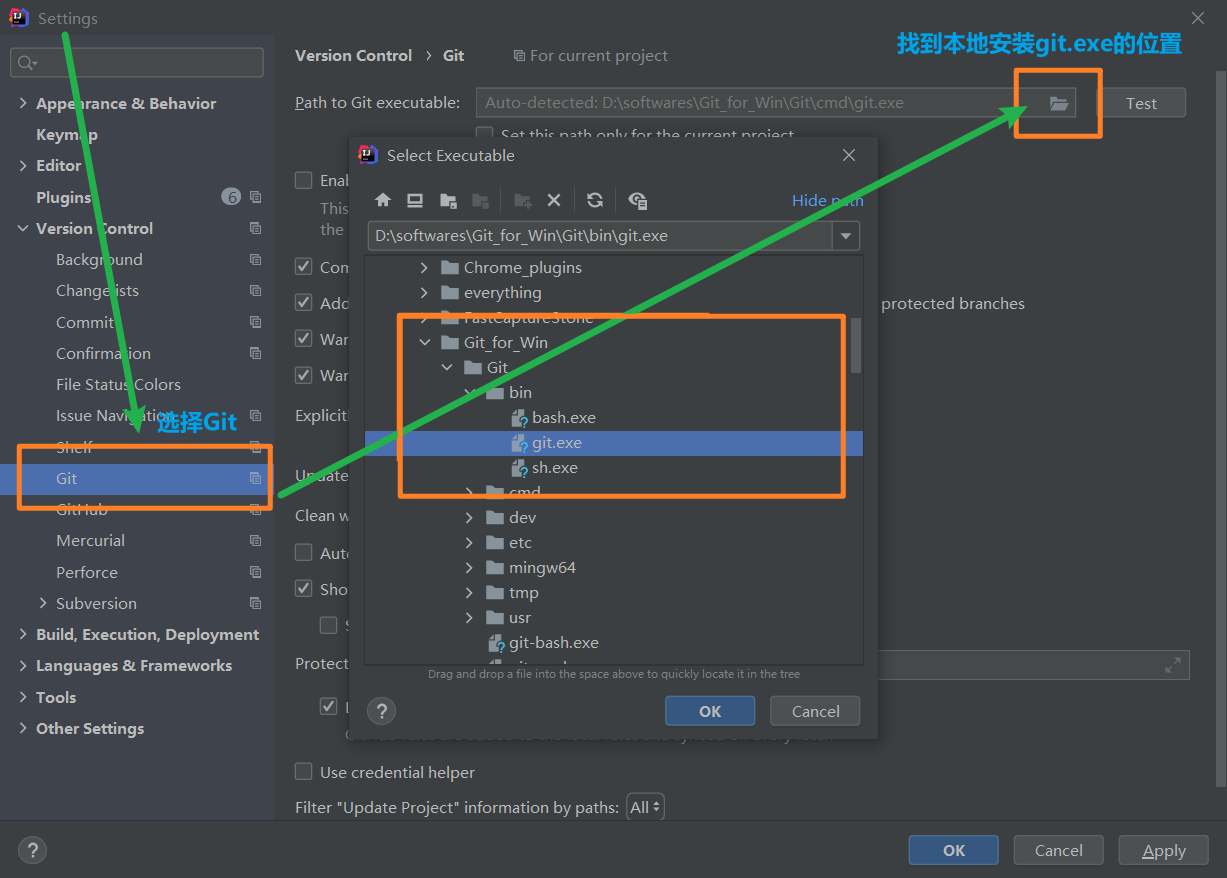 Settings
找到本地安装git.exe的位置
Version Control › Git
For current project
Appearance & Behavior
Keymap
Editor
Plugins
6
Version Control
Background
Changelists
Commit
Confirmation
File Status Colors
Issue Navigation
选择Git
Shelf
Git
GitHub
Mercurial
Perforce
Subversion
Build, Execution, Deployment
Languages & Frameworks
Tools
Other Settings
Path to Git executable:
Auto-detected: D:\softwares\Git_for_Win\Git\cmd\git.exe
Test
Set this path only for the current project
Enab
This
the
Com
Add
protected branches
War
War
Explicit
Update
Clean w
Auto
Sho
Protect
Use credential helper
Filter "Update Project" information by paths: All
Select Executable
Hide path
D:\softwares\Git_for_Win\Git\bin\git.exe
Chrome_plugins
everything
FastCaptureStone
Git_for_Win
Git
bin
bash.exe
git.exe
sh.exe
cmd
dev
etc
mingw64
tmp
usr
git-bash.exe
Drag and drop a file into the space above to quickly locate it in the tree
?
OK
Cancel
?
OK
Cancel
Apply